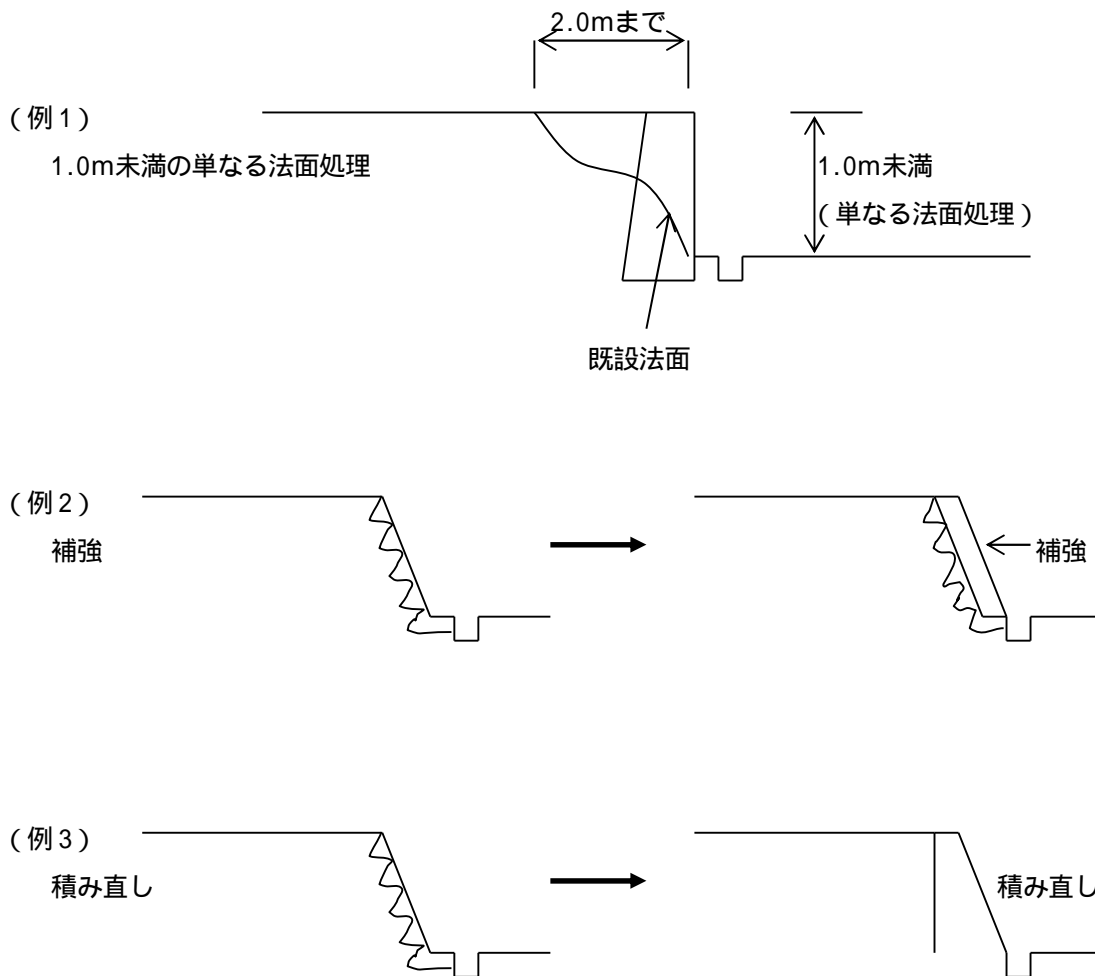 2.0mまで
(例1)
1.0m未満の単なる法面処理
1.0m未満
(単なる法面処理)
既設法面
(例2)
補強
補強
(例3)
積み直し
積み直し